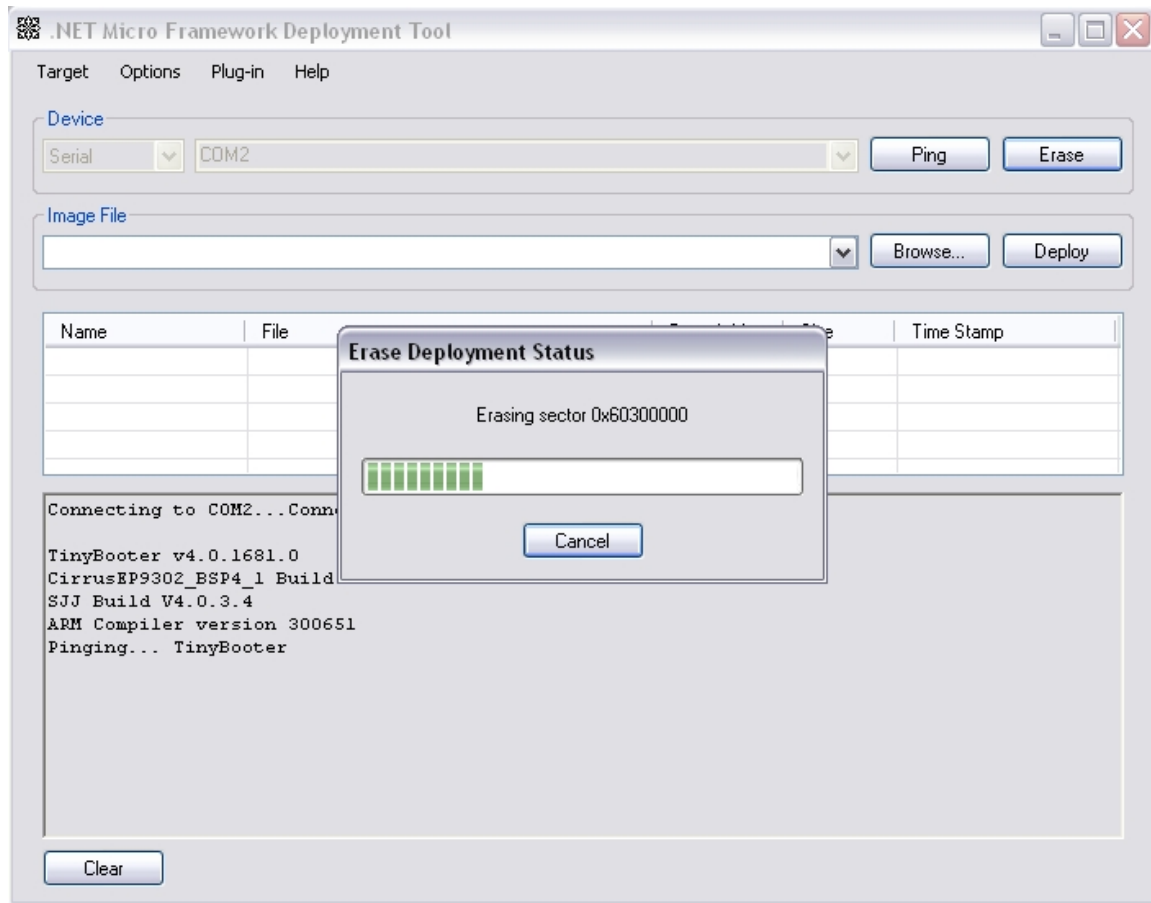 .NET Micro Framework Deployment Tool
Target Options Plug-in Help
Device
Serial COM2 Ping Erase
Image File
Browse... Deploy
Name File Time Stamp
Erase Deployment Status
Erasing sector 0x60300000
Cancel
Connecting to COM2...
TinyBooter v4.0.1681.0
CirrusEP9302_BSP4_1 Build
SJJ Build V4.0.3.4
ARM Compiler version 300651
Pinging... TinyBooter
Clear